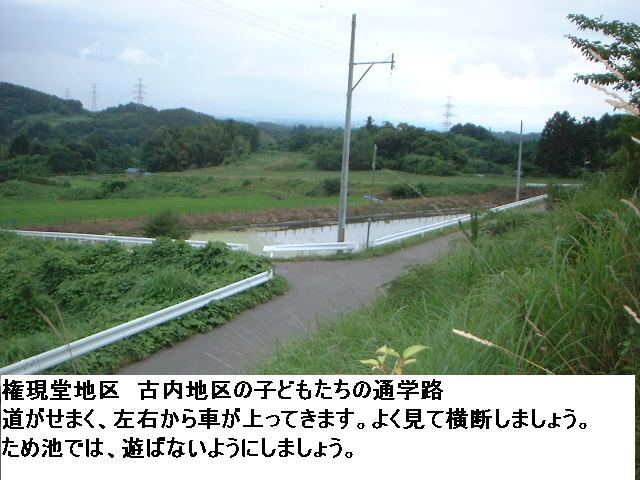 権現堂地区　古内地区の子どもたちの通学路
道がせまく、左右から車が上ってきます。よく見て横断しましょう。
ため池では、遊ばないようにしましょう。